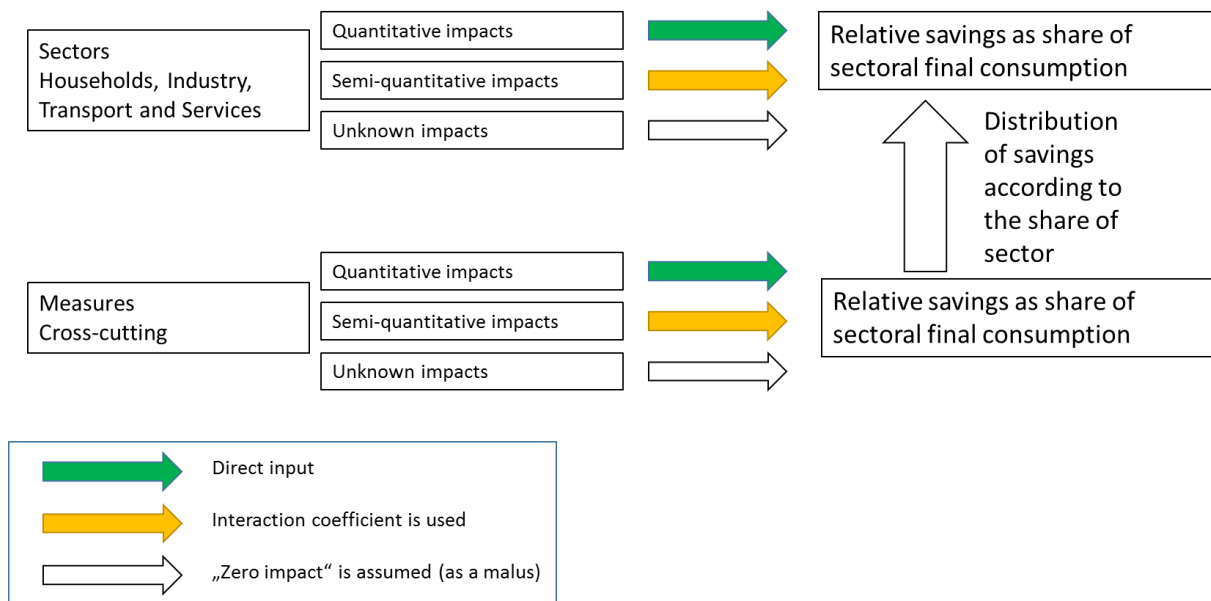 Sectors
Households, Industry,
Transport and Services
Quantitative impacts
Semi-quantitative impacts
Unknown impacts
Relative savings as share of
sectoral final consumption
Distribution
of savings
according to
the share of
sector
Measures
Cross-cutting
Quantitative impacts
Semi-quantitative impacts
Unknown impacts
Relative savings as share of
sectoral final consumption
Direct input
Interaction coefficient is used
„Zero impact“ is assumed (as a malus)